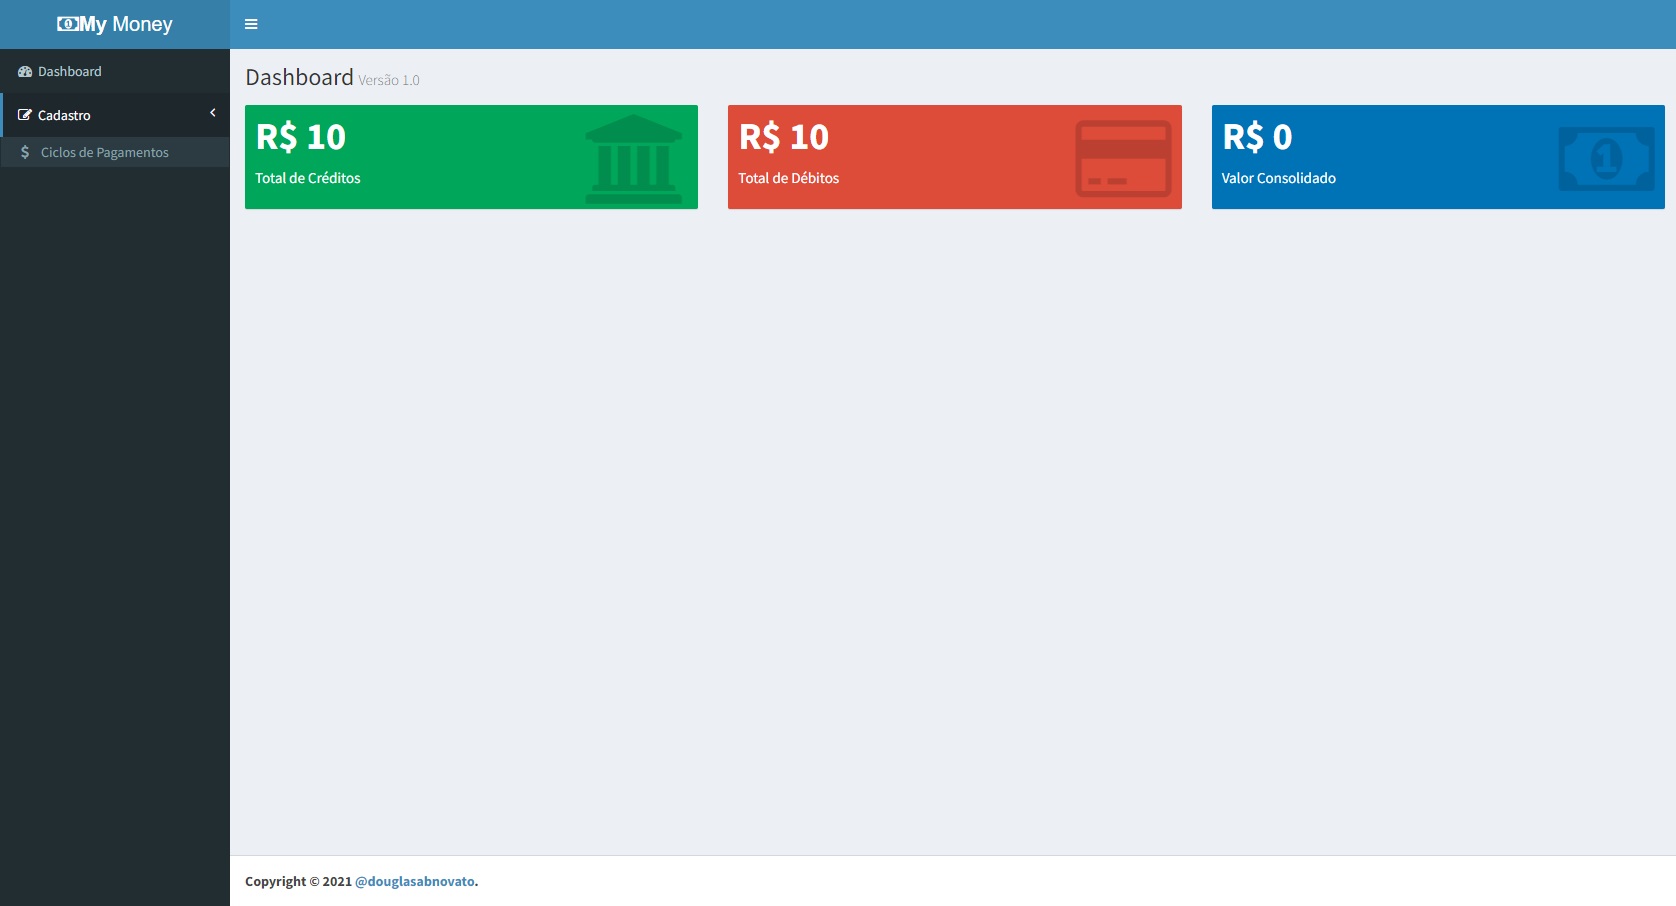 My Money
Dashboard
Cadastro
Ciclos de Pagamentos
Dashboard Versão 1.0
R$ 10
Total de Créditos
R$ 10
Total de Débitos
R$ 0
Valor Consolidado
Copyright © 2021 @douglasabnovato.